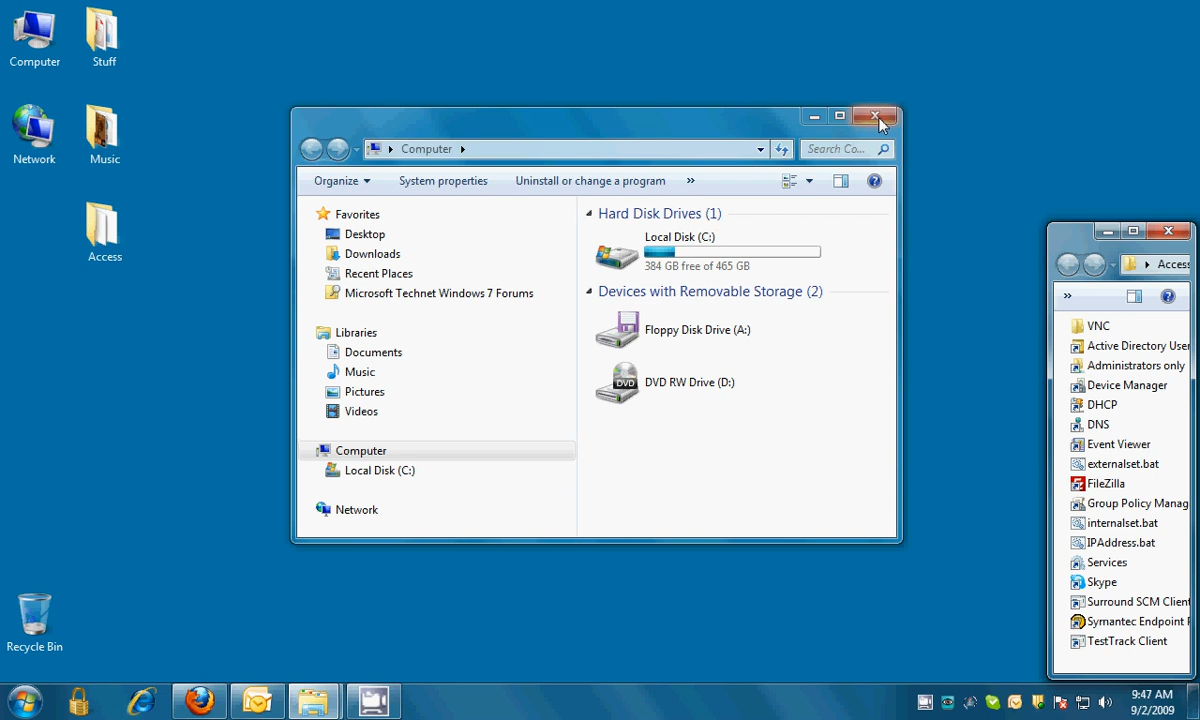 Computer
Stuff
Network
Music
Access
Recycle Bin
Computer
Search Co...
Organize
System properties
Uninstall or change a program
»
Favorites
Desktop
Downloads
Recent Places
Microsoft Technet Windows 7 Forums
Libraries
Documents
Music
Pictures
Videos
Computer
Local Disk (C:)
Network
Hard Disk Drives (1)
Local Disk (C:)
384 GB free of 465 GB
Devices with Removable Storage (2)
Floppy Disk Drive (A:)
DVD
DVD RW Drive (D:)
Access
»
VNC
Active Directory User
Administrators only
Device Manager
DHCP
DNS
Event Viewer
externalset.bat
FileZilla
Group Policy Manag
internalset.bat
IPAddress.bat
Services
Skype
Surround SCM Client
Symantec Endpoint P
TestTrack Client
9:47 AM
9/2/2009